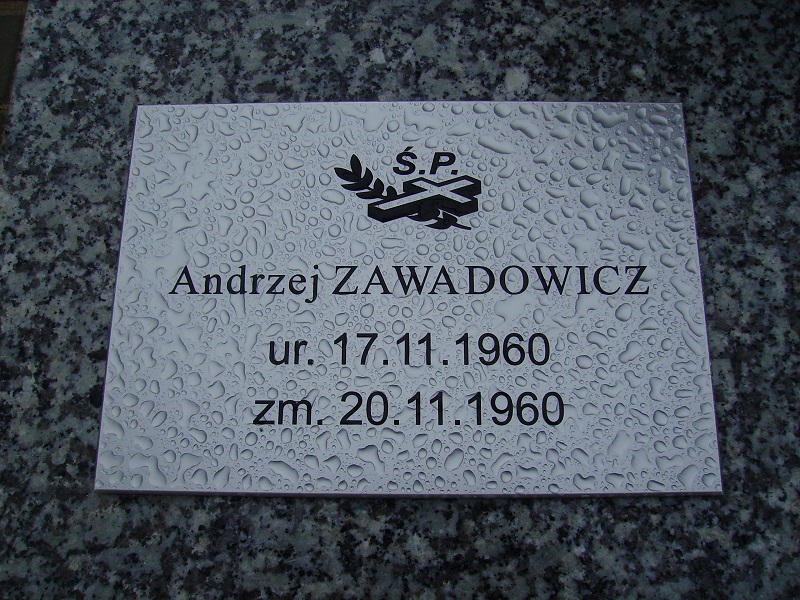 Ś.P.
Andrzej ZAWADOWICZ
ur. 17.11.1960
zm. 20.11.1960